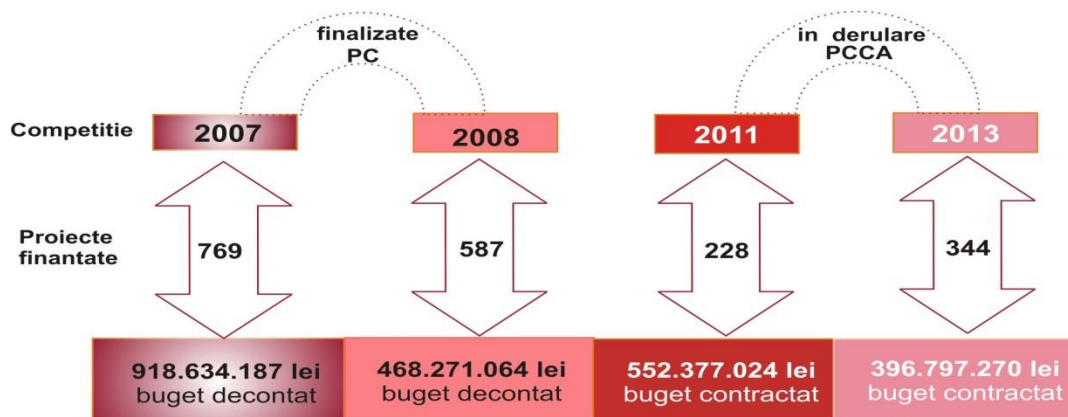 finalizate
PC
in derulare
PCCA
Competitie
2007
2008
2011
2013
Proiecte
finantate
769
587
228
344
918.634.187 lei
buget decontat
468.271.064 lei
buget decontat
552.377.024 lei
buget contractat
396.797.270 lei
buget contractat